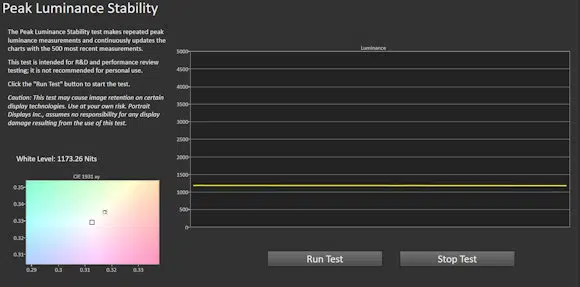 Peak Luminance Stability
The Peak Luminance Stability test makes repeated peak
luminance measurements and continuously updates the
charts with the 500 most recent measurements.
This test is intended for R&D and performance review
testing; it is not recommended for personal use.
Click the "Run Test" button to start the test.
Caution: This test may cause image retention on certain
display technologies. Use at your own risk. Portrait
Displays Inc., assumes no responsibility for any display
damage resulting from the use of this test.
White Level: 1173.26 Nits
CIE 1931 xy
0.35
0.34
0.33
0.32
0.31
0.29 0.3 0.31 0.32 0.33
Luminance
5000
4500
4000
3500
3000
2500
2000
1500
1000
500
0
Run Test
Stop Test